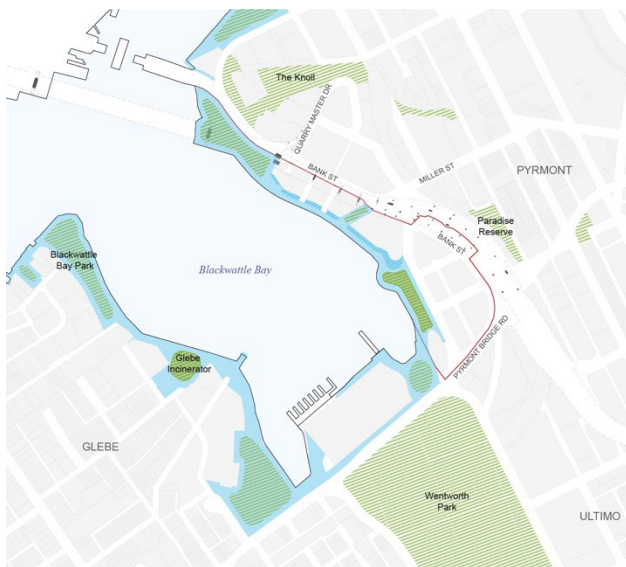 The Knoll
QUARRY MASTER DR
BANK ST
MILLER ST
PYRMONT
Paradise
Reserve
BANK ST
Blackwattle
Bay Park
Blackwattle Bay
PYRMONT BRIDGE RD
Glebe
Incinerator
GLEBE
Wentworth
Park
ULTIMO